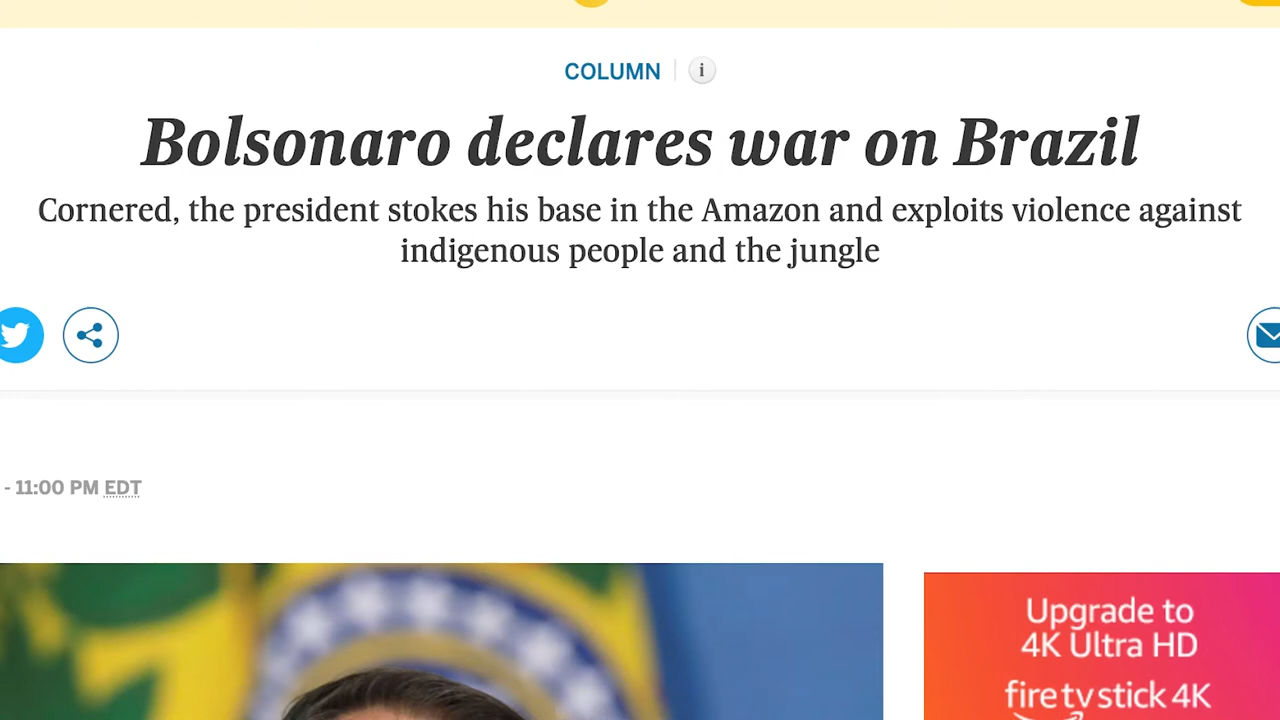 COLUMN
i
Bolsonaro declares war on Brazil
Cornered, the president stokes his base in the Amazon and exploits violence against
indigenous people and the jungle
- 11:00 PM EDT
Upgrade to
4K Ultra HD
fire tv stick 4K